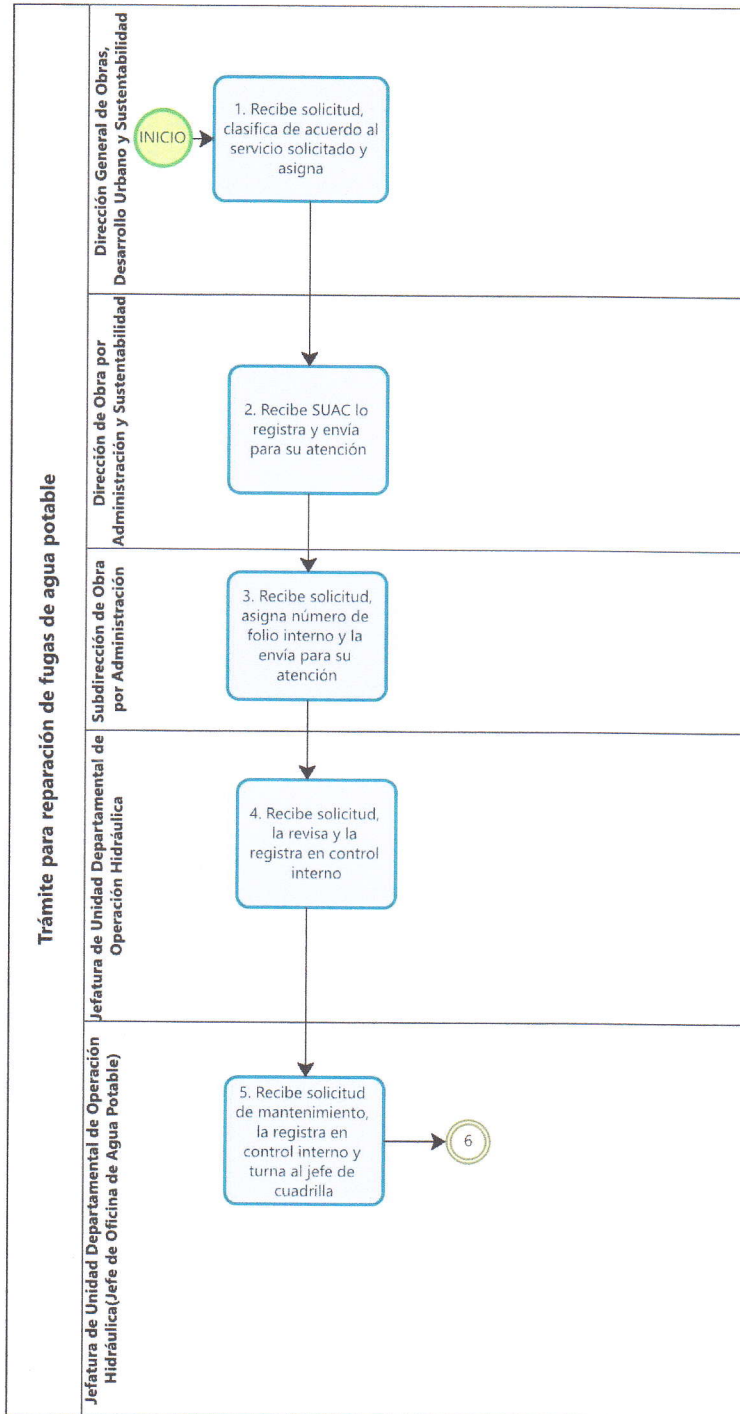 Trámite para reparación de fugas de agua potable
Dirección General de Obras,
Desarrollo Urbano y Sustentabilidad
INICIO
1. Recibe solicitud,
clasifica de acuerdo al
servicio solicitado y
asigna
Dirección de Obra por
Administración y Sustentabilidad
2. Recibe SUAC lo
registra y envía
para su atención
Subdirección de Obra
por Administración
3. Recibe solicitud,
asigna número de
folio interno y la
envía para su
atención
Jefatura de Unidad Departamental de
Operación Hidráulica
4. Recibe solicitud,
la revisa y la
registra en control
interno
Jefatura de Unidad Departamental de Operación
Hidráulica(Jefe de Oficina de Agua Potable)
5. Recibe solicitud
de mantenimiento,
la registra en
control interno y
turna al jefe de
cuadrilla
6